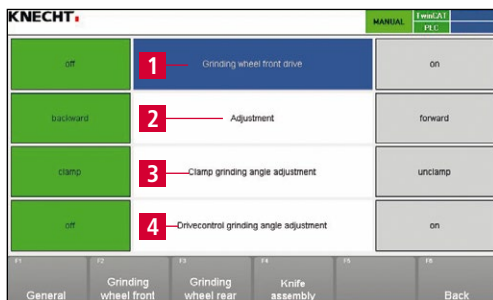 KNECHT.
MANUAL
TwinCAT
PLC
off
1
Grinding wheel front drive
on
backward
2
Adjustment
forward
clamp
3
Clamp grinding angle adjustment
unclamp
off
4
Drivecontrol grinding angle adjustment
on
F1
General
F2
Grinding
wheel front
F3
Grinding
wheel rear
F4
Knife
assembly
F5
F6
Back